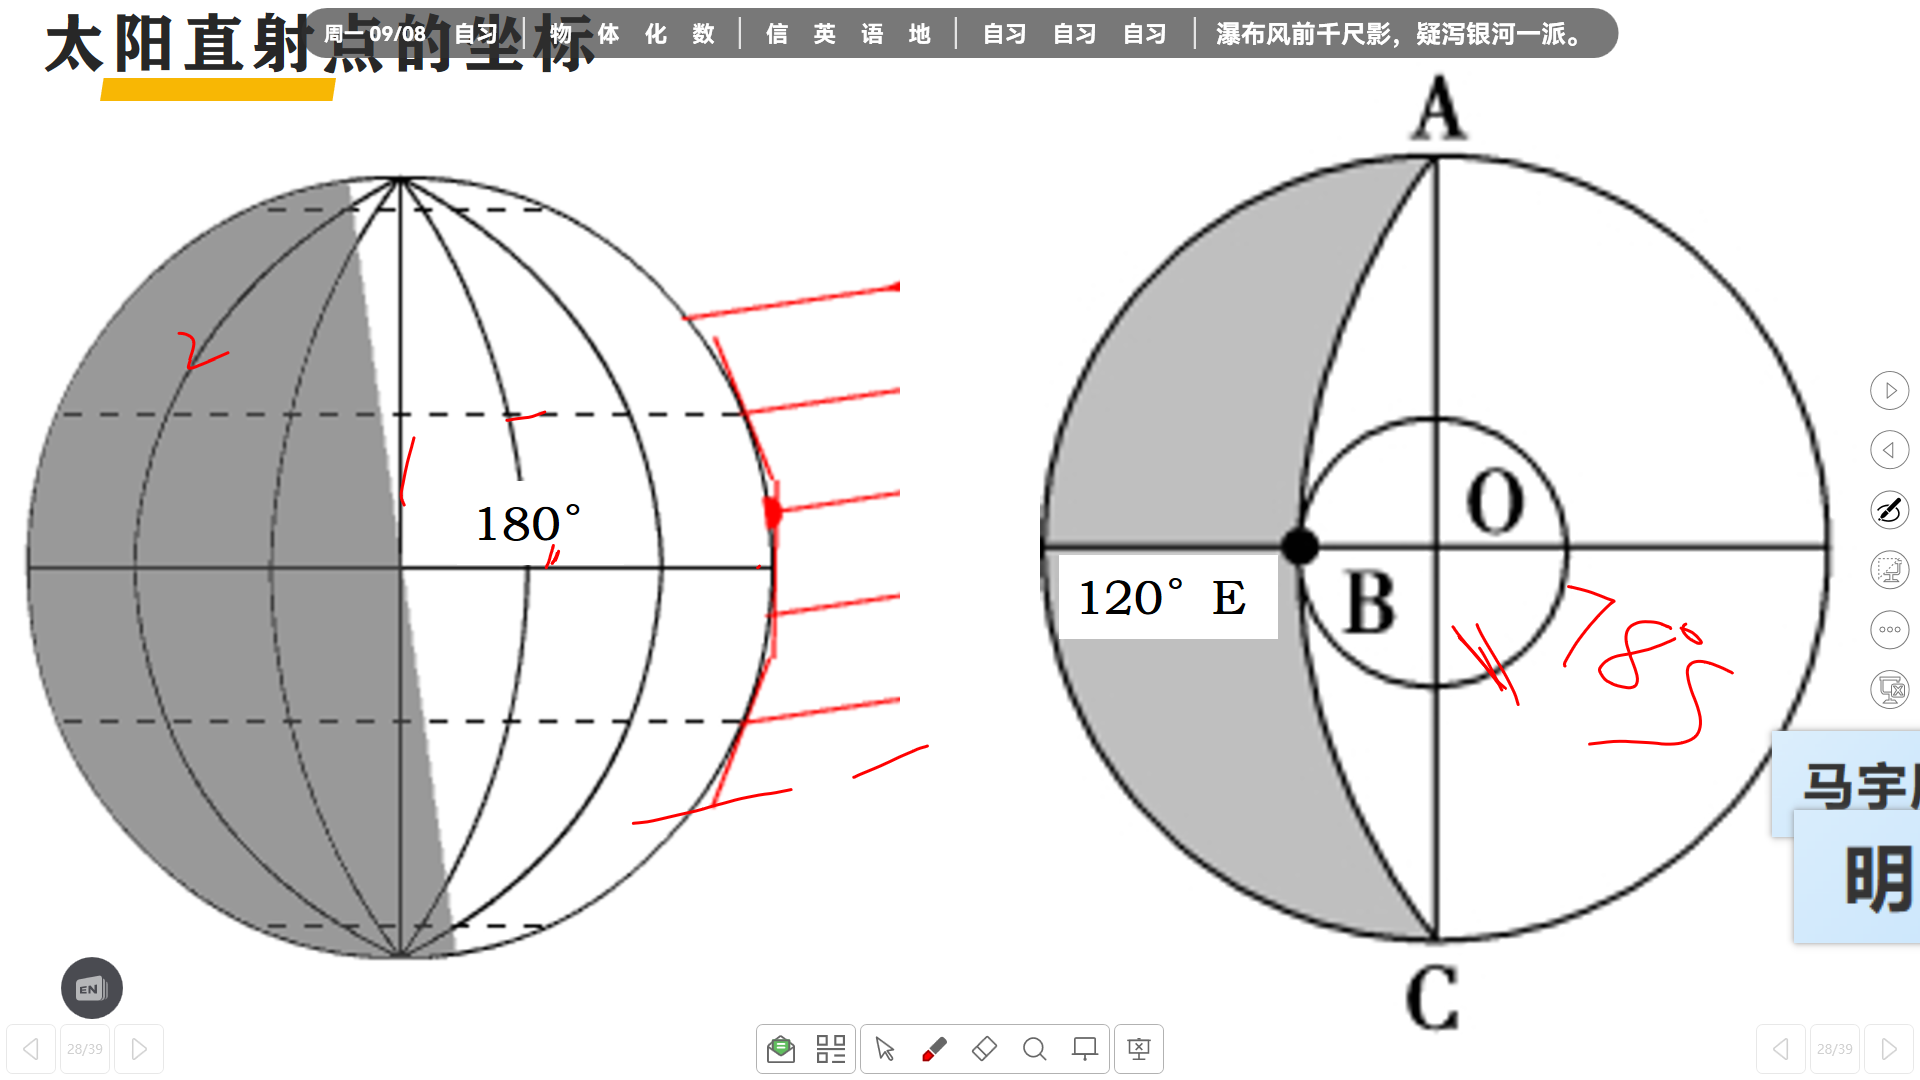 太阳直射点的坐标
周一 09/08 自习 | 物 体 化 数 | 信 英 语 地 | 自习 自习 自习 | 瀑布风前千尺影，疑泻银河一派。
A
180°
O
120° E
B
78°
S
马宇
明
C
EN
28/39
28/39